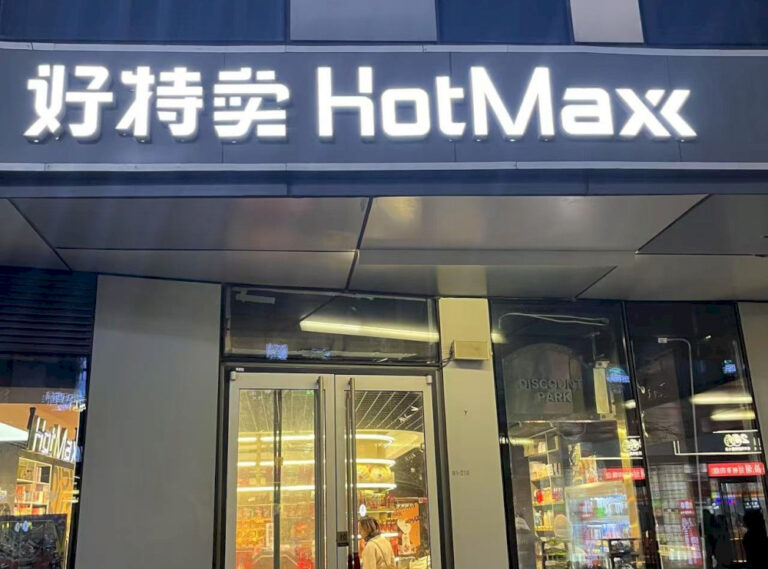 好特卖 HotMaxx
DISCOUNT
PARK
HotMax